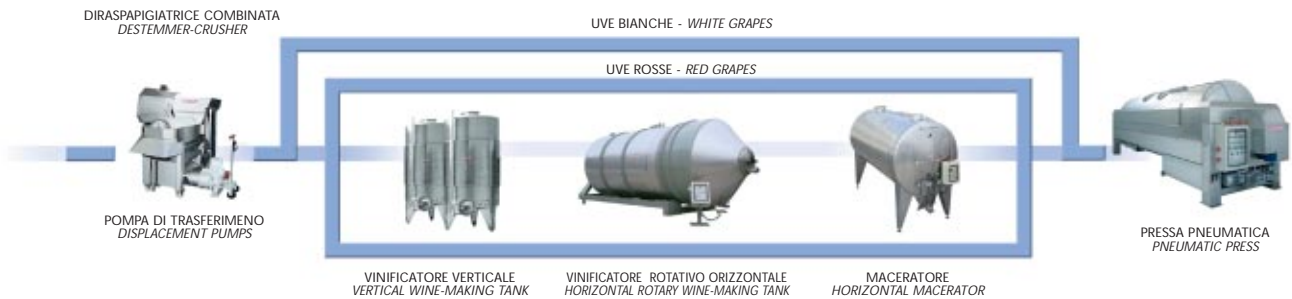 DIRASPAPIGIATRICE COMBINATA
DESTEMMER-CRUSHER
UVE BIANCHE - WHITE GRAPES
UVE ROSSE - RED GRAPES
POMPA DI TRASFERIMENO
DISPLACEMENT PUMPS
VINIFICATORE VERTICALE
VERTICAL WINE-MAKING TANK
VINIFICATORE ROTATIVO ORIZZONTALE
HORIZONTAL ROTARY WINE-MAKING TANK
MACERATORE
HORIZONTAL MACERATOR
PRESSA PNEUMATICA
PNEUMATIC PRESS